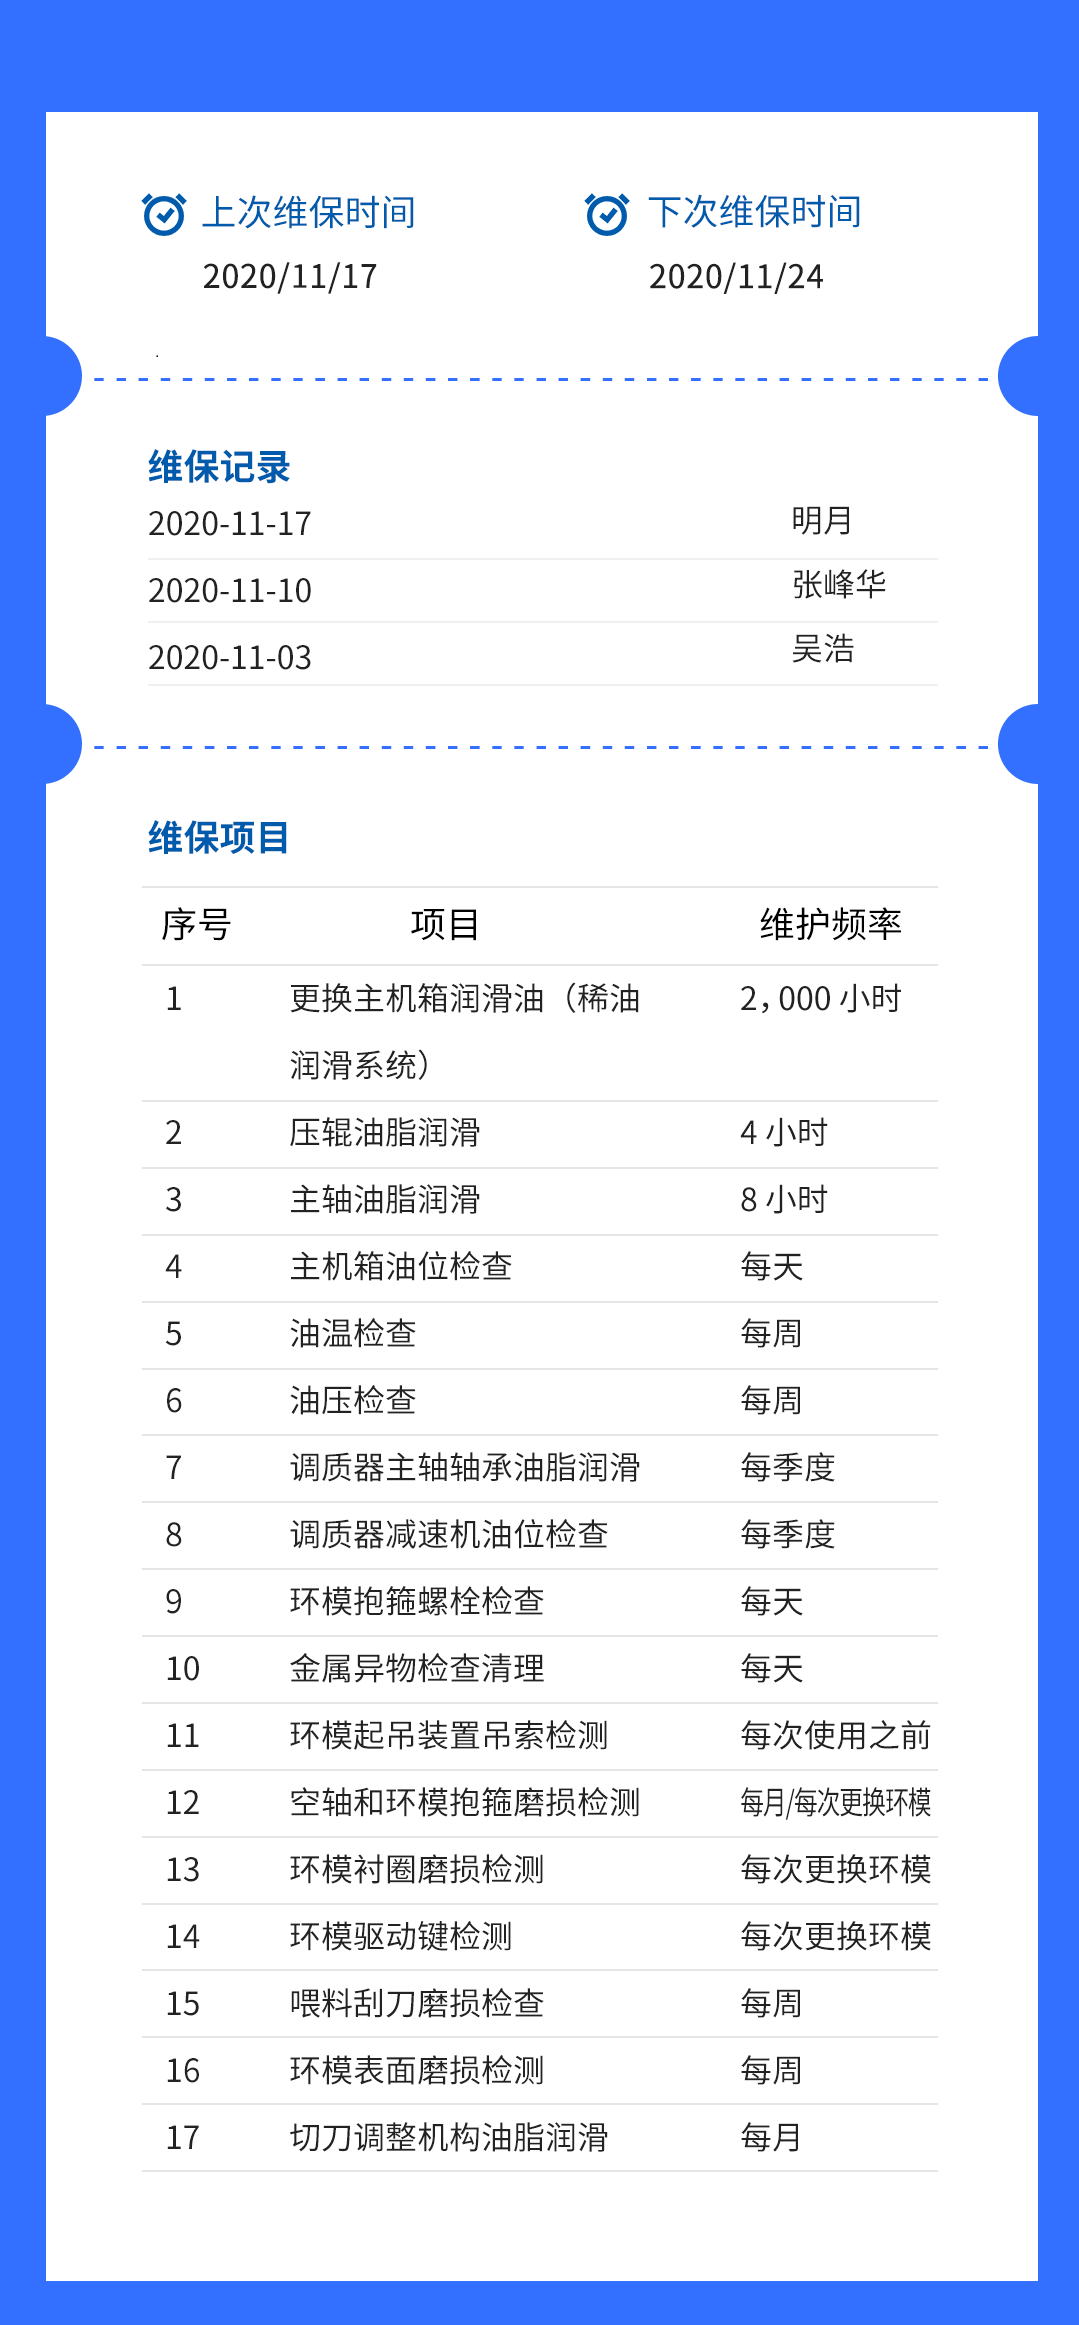 上次维保时间 下次维保时间
2020/11/17 2020/11/24
维保记录
2020-11-17 明月
2020-11-10 张峰华
2020-11-03 吴浩
维保项目
序号 项目 维护频率
1 更换主机箱润滑油（稀油 2，000 小时
润滑系统）
2 压辊油脂润滑 4 小时
3 主轴油脂润滑 8 小时
4 主机箱油位检查 每天
5 油温检查 每周
6 油压检查 每周
7 调质器主轴轴承油脂润滑 每季度
8 调质器减速机油位检查 每季度
9 环模抱箍螺栓检查 每天
10 金属异物检查清理 每天
11 环模起吊装置吊索检测 每次使用之前
12 空轴和环模抱箍磨损检测 每月/每次更换环模
13 环模衬圈磨损检测 每次更换环模
14 环模驱动键检测 每次更换环模
15 喂料刮刀磨损检查 每周
16 环模表面磨损检测 每周
17 切刀调整机构油脂润滑 每月